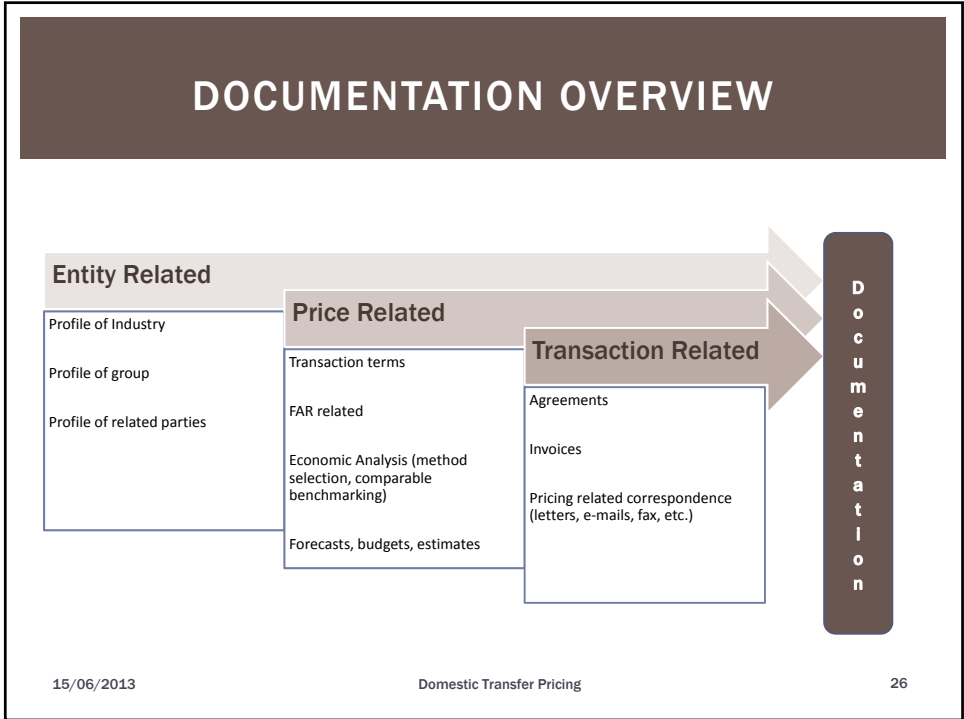 DOCUMENTATION OVERVIEW
Entity Related
Profile of Industry
Profile of group
Profile of related parties
Price Related
Transaction terms
FAR related
Economic Analysis (method
selection, comparable
benchmarking)
Forecasts, budgets, estimates
Transaction Related
Agreements
Invoices
Pricing related correspondence
(letters, e-mails, fax, etc.)
Documentation
15/06/2013
Domestic Transfer Pricing
26